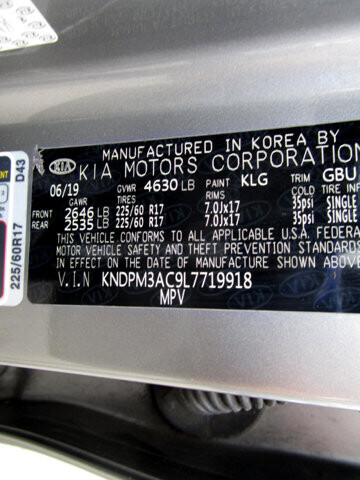 MANUFACTURED IN KOREA BY
KIA KIA MOTORS CORPORATION
06/19 GVWR 4630 LB PAINT KLG TRIM GBU
TIRES RIMS COLD TIRE
FRONT 2646 LB 225/60 R17 7.0Jx17 35psi SINGLE
REAR 2535 LB 225/60 R17 7.0Jx17 35psi SINGLE
THIS VEHICLE CONFORMS TO ALL APPLICABLE U.S.A. FEDERAL
MOTOR VEHICLE SAFETY AND THEFT PREVENTION STANDARDS
IN EFFECT ON THE DATE OF MANUFACTURE SHOWN ABOVE.
V.I.N KNDPM3AC9L7719918
MPV
225/60R17 D43